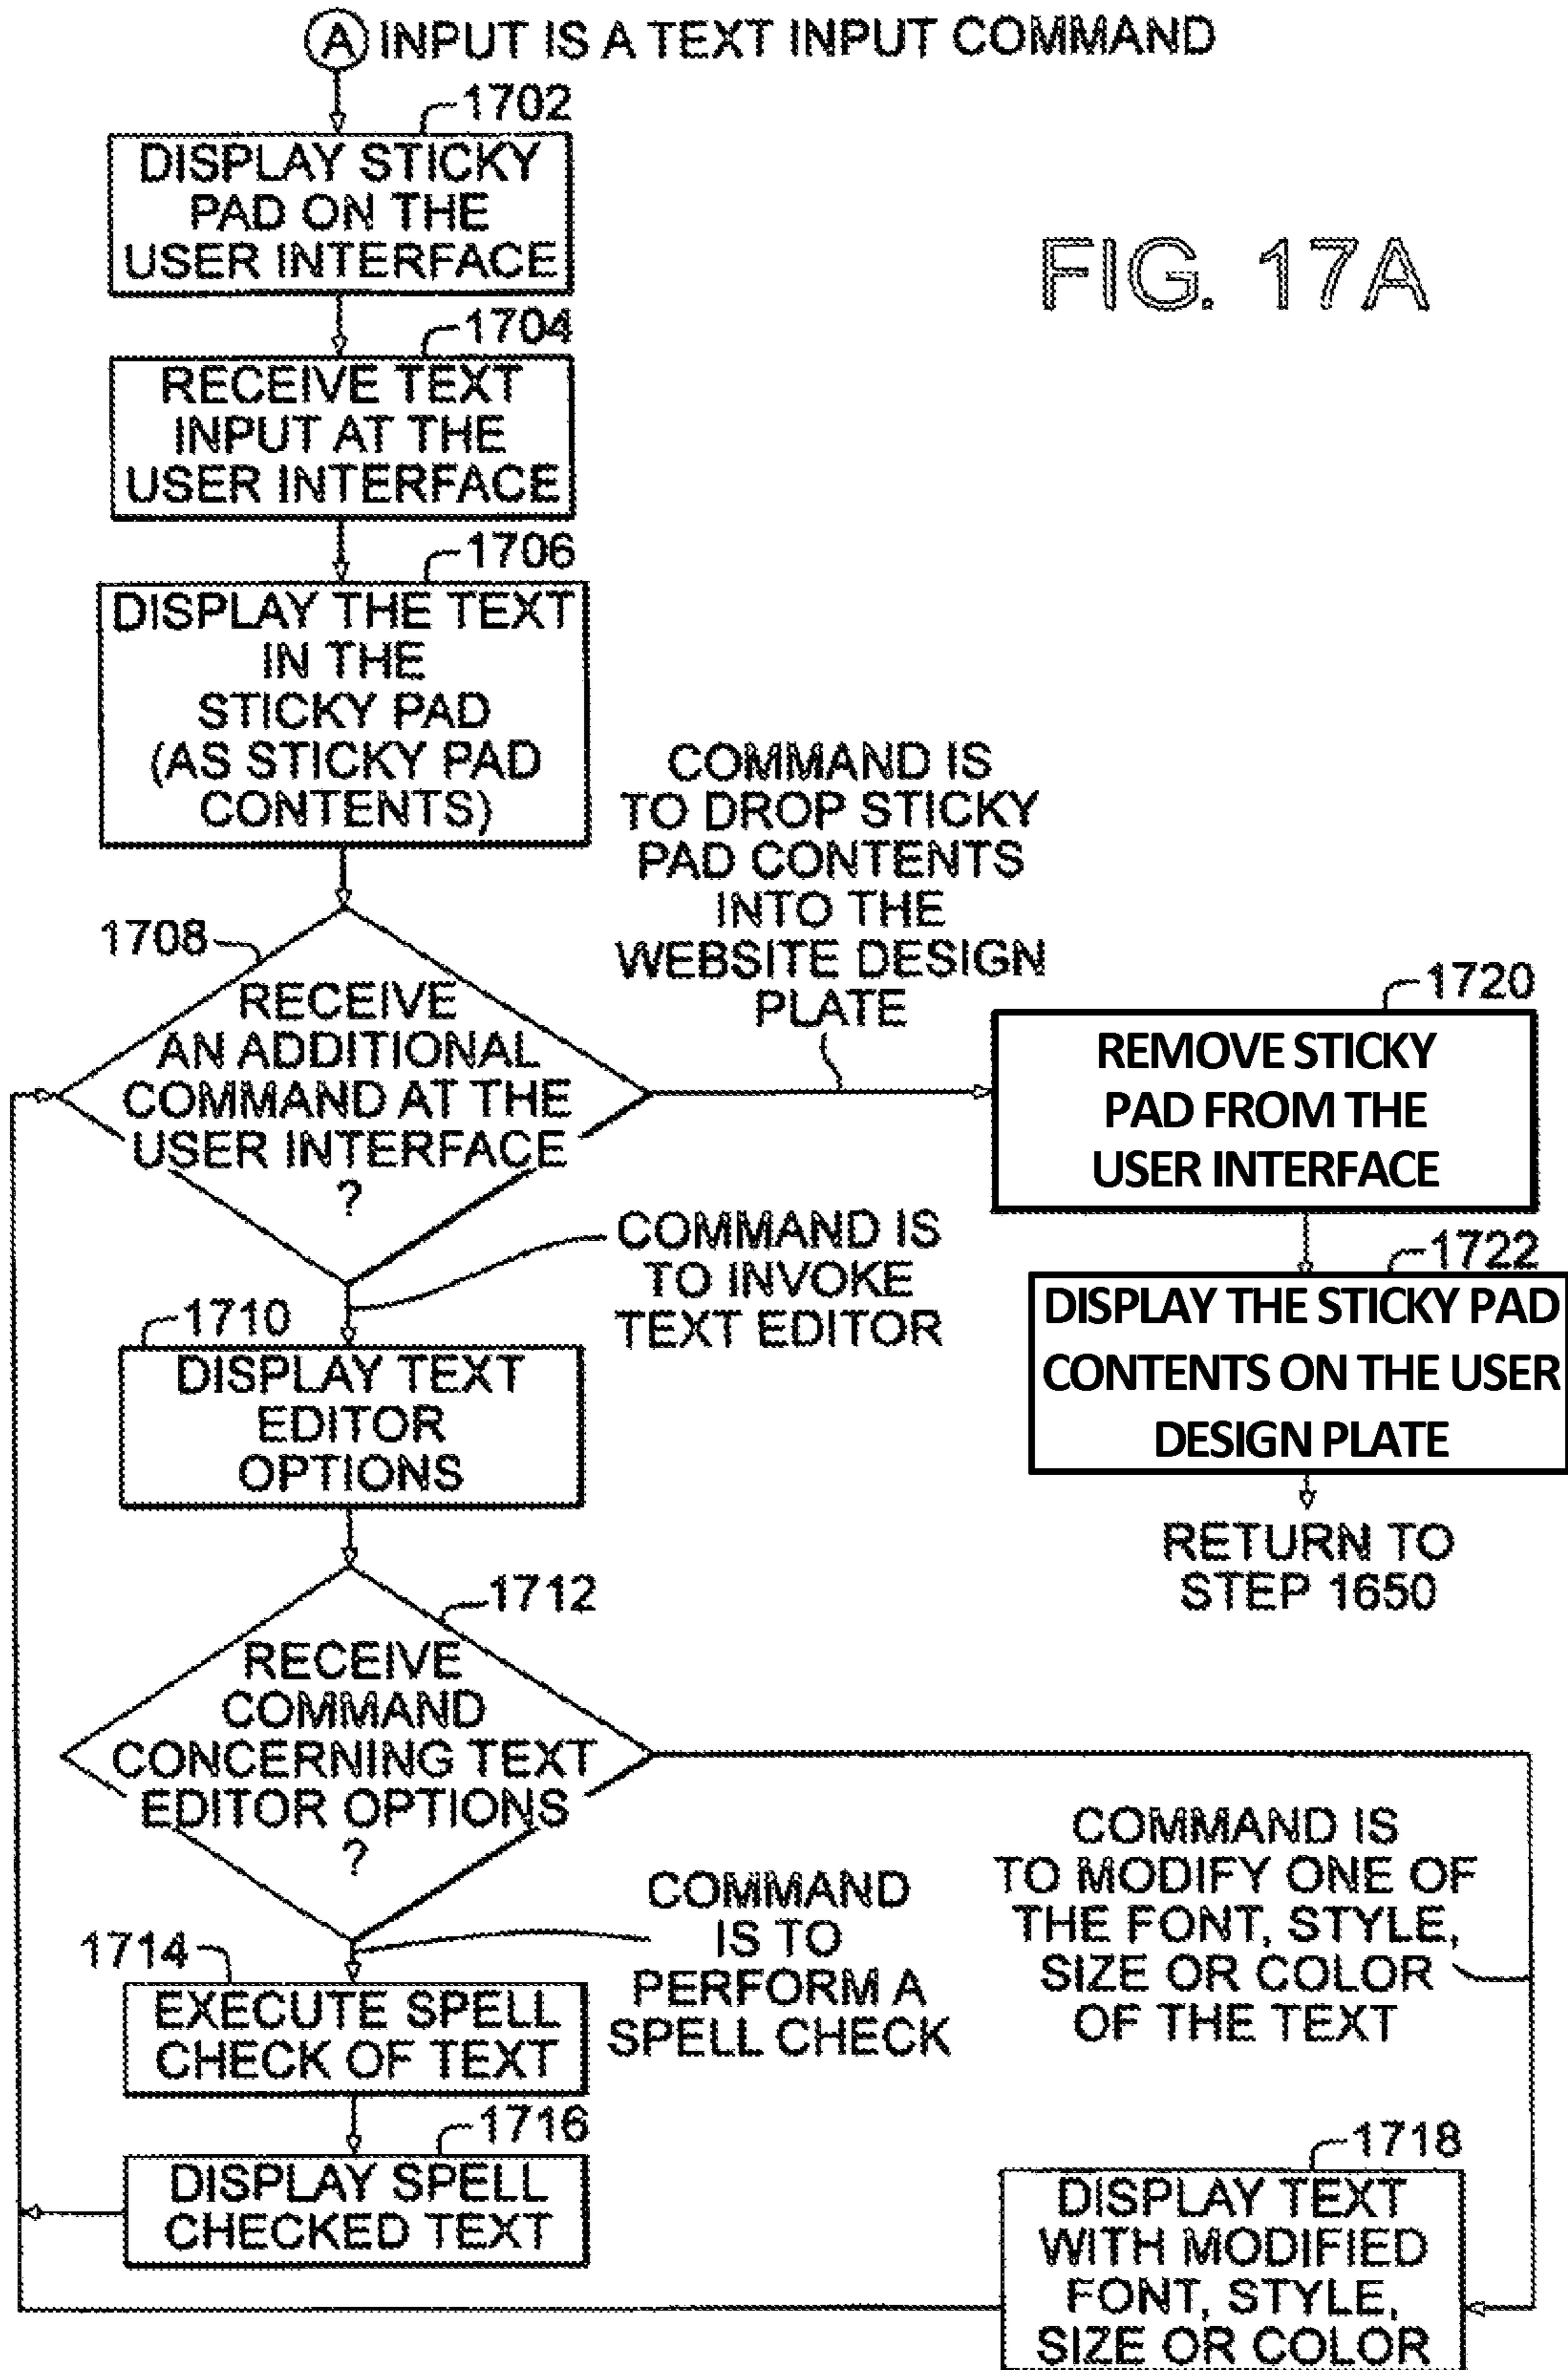 A INPUT IS A TEXT INPUT COMMAND
1702
DISPLAY STICKY
PAD ON THE
USER INTERFACE
FIG. 17A
1704
RECEIVE TEXT
INPUT AT THE
USER INTERFACE
1706
DISPLAY THE TEXT
IN THE
STICKY PAD
(AS STICKY PAD
CONTENTS)
COMMAND IS
TO DROP STICKY
PAD CONTENTS
INTO THE
WEBSITE DESIGN
PLATE
1708
RECEIVE
AN ADDITIONAL
COMMAND AT THE
USER INTERFACE
?
1720
REMOVE STICKY
PAD FROM THE
USER INTERFACE
COMMAND IS
TO INVOKE
TEXT EDITOR
1722
DISPLAY THE STICKY PAD
CONTENTS ON THE USER
DESIGN PLATE
RETURN TO
STEP 1650
1710
DISPLAY TEXT
EDITOR
OPTIONS
1712
RECEIVE
COMMAND
CONCERNING TEXT
EDITOR OPTIONS
?
COMMAND
IS TO
PERFORM A
SPELL CHECK
COMMAND IS
TO MODIFY ONE OF
THE FONT, STYLE,
SIZE OR COLOR
OF THE TEXT
1714
EXECUTE SPELL
CHECK OF TEXT
1716
DISPLAY SPELL
CHECKED TEXT
1718
DISPLAY TEXT
WITH MODIFIED
FONT, STYLE,
SIZE OR COLOR